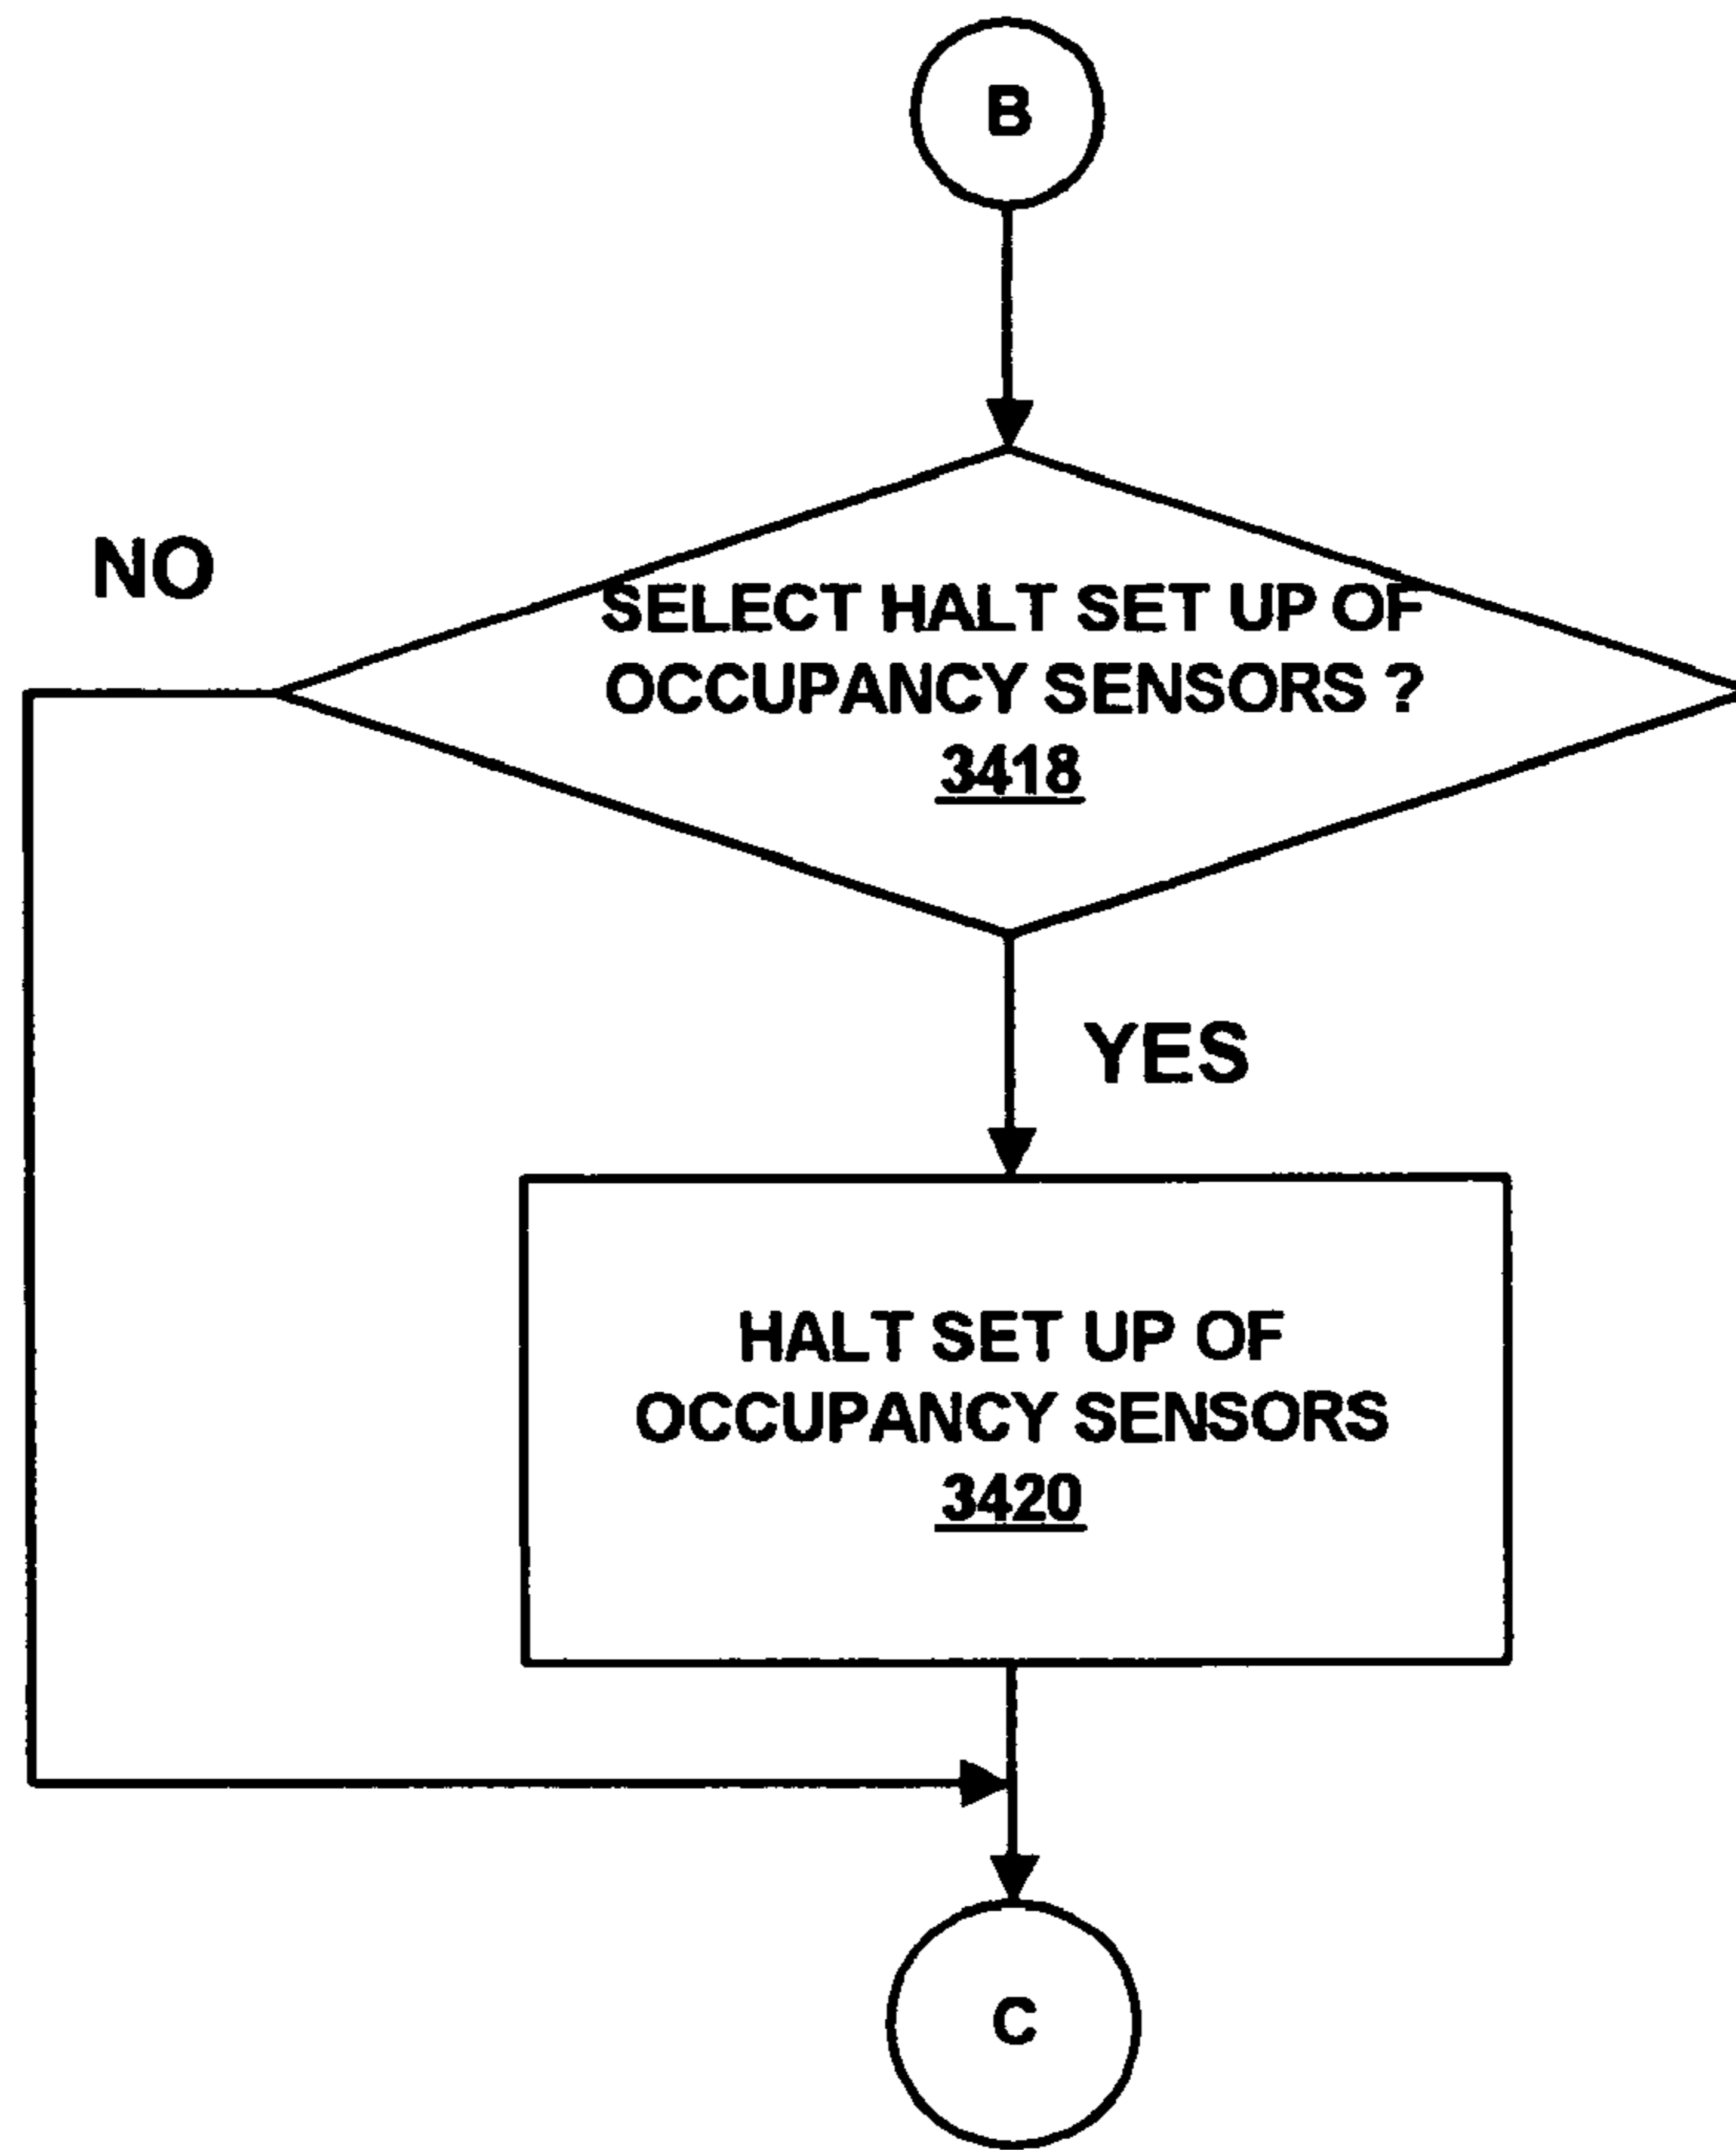 B
NO
SELECT HALT SET UP OF
OCCUPANCY SENSORS ?
3418
YES
HALT SET UP OF
OCCUPANCY SENSORS
3420
C